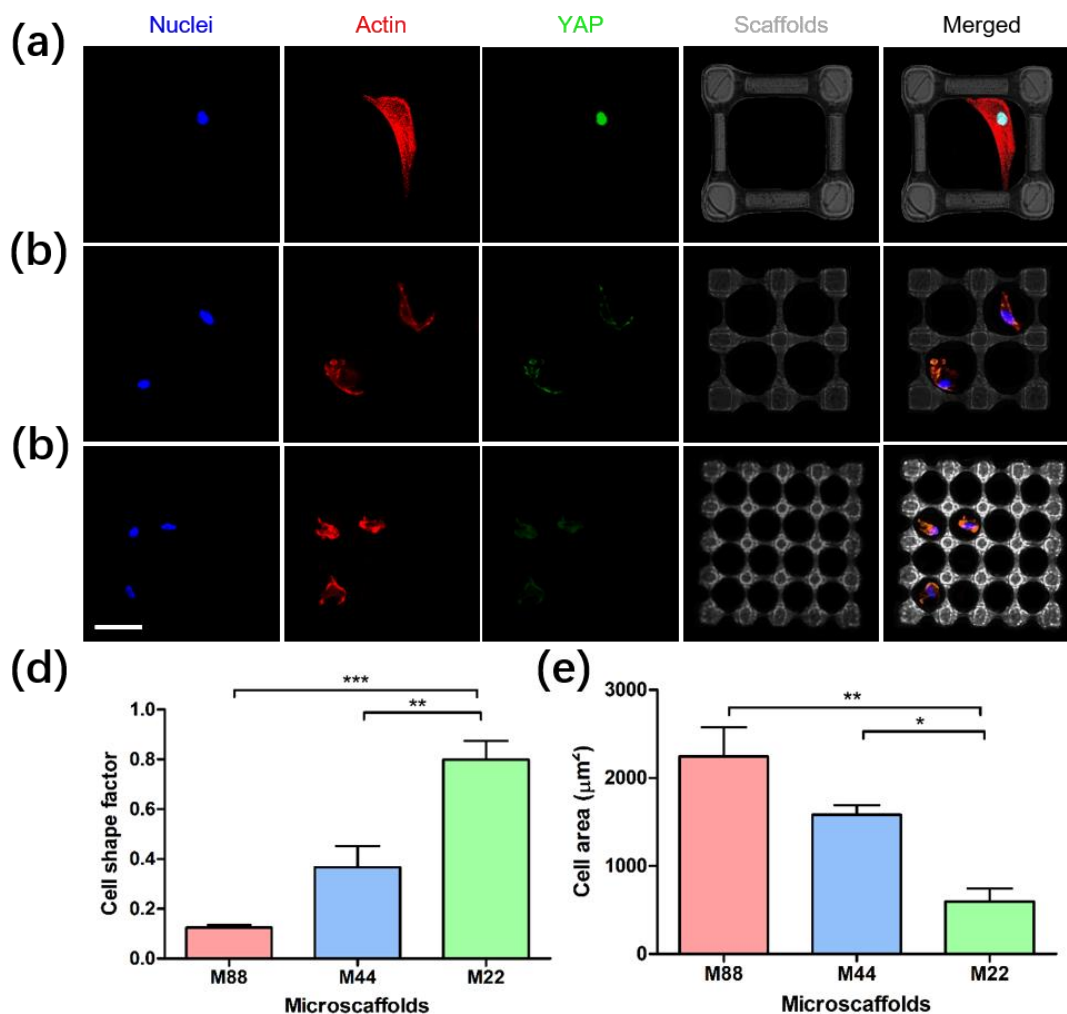 Nuclei Actin YAP Scaffolds Merged
(a)
(b)
(b)
(d)
***
**
1.0
0.8
0.6
0.4
0.2
0.0
Cell shape factor
M88 M44 M22
Microscaffolds
(e)
**
*
3000
2000
1000
0
Cell area (μm²)
M88 M44 M22
Microscaffolds